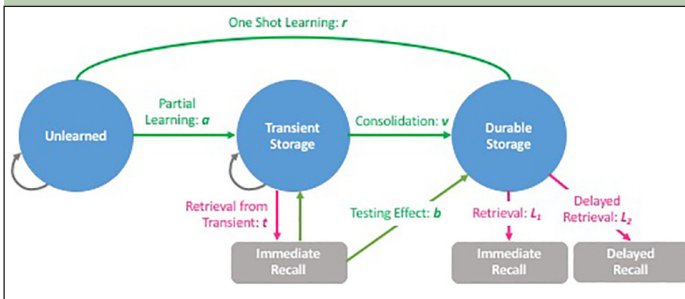 One Shot Learning: r
Partial
Learning: a
Consolidation: v
Unlearned
Transient
Storage
Durable
Storage
Retrieval from
Transient: t
Testing Effect: b
Retrieval: L₁
Delayed
Retrieval: L₂
Immediate
Recall
Immediate
Recall
Delayed
Recall